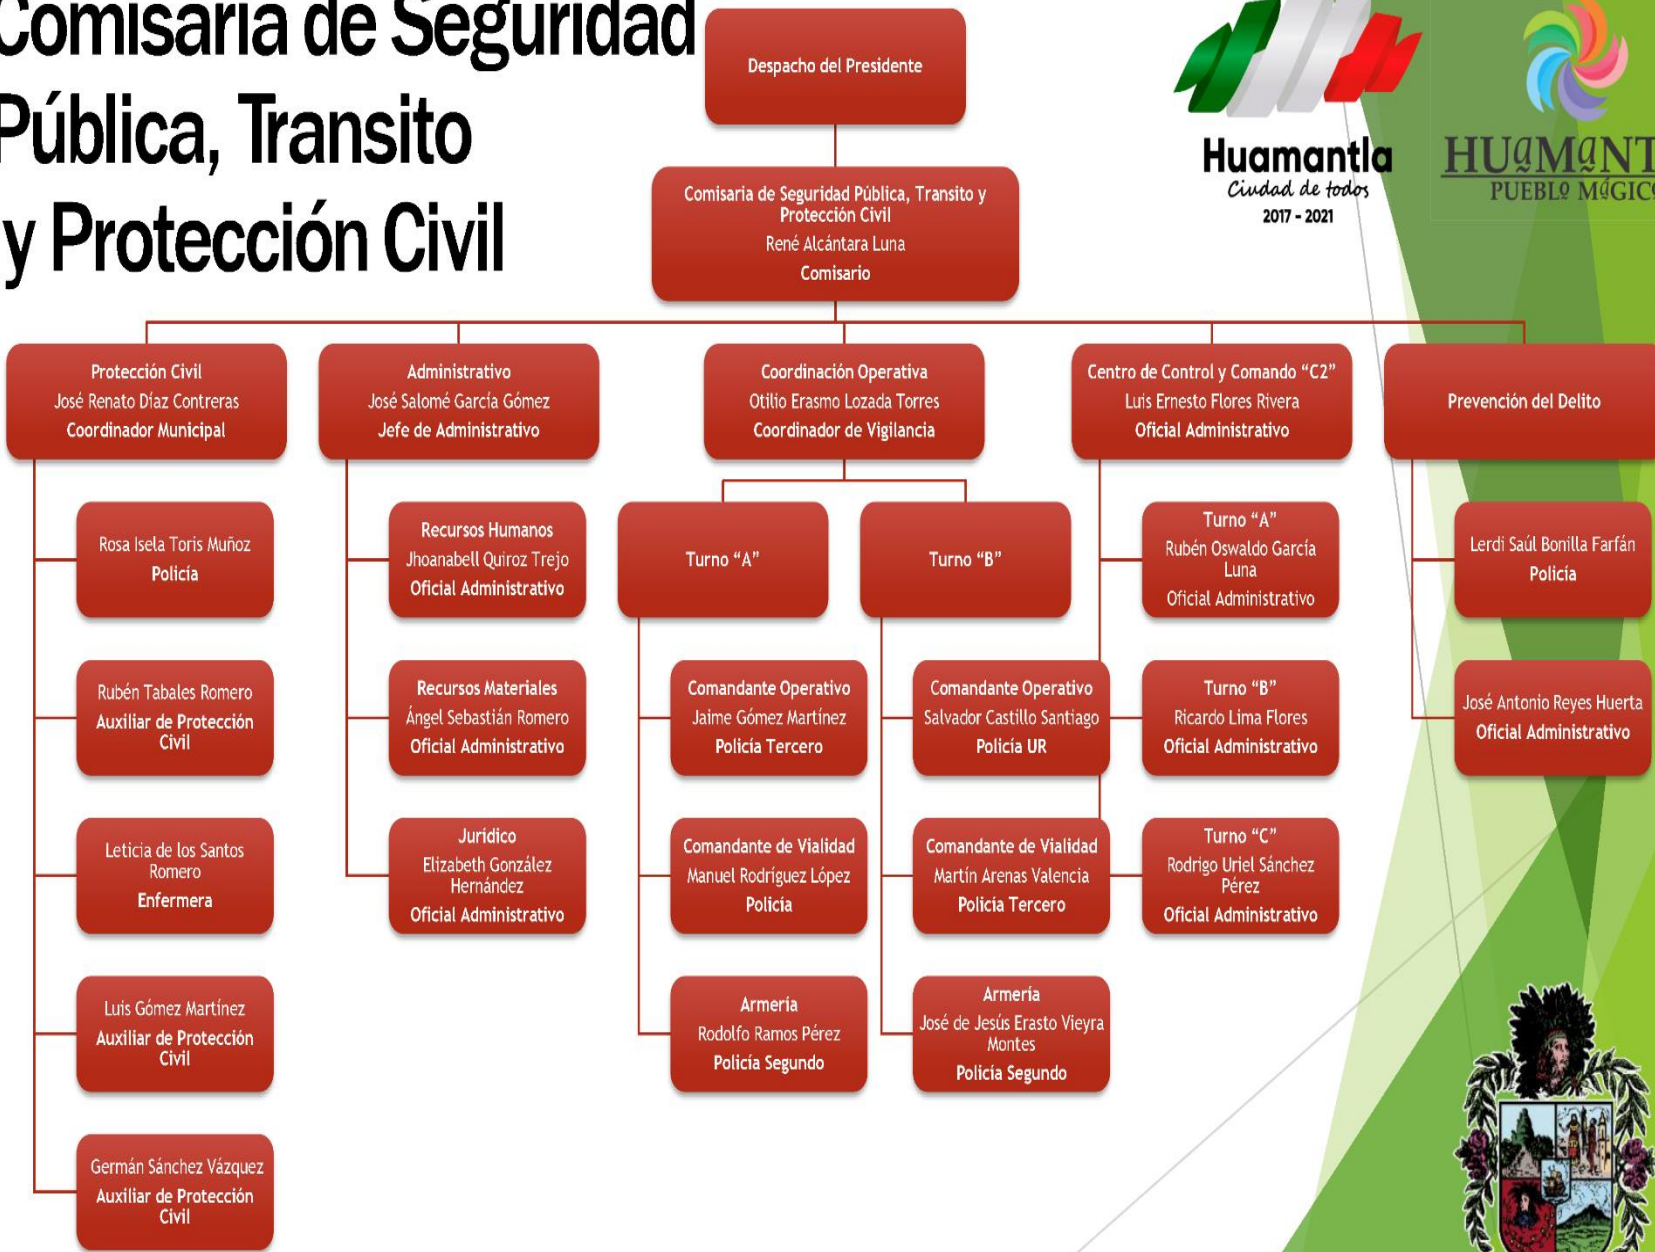 Comisaria de Seguridad
Pública, Transito
y Protección Civil
Despacho del Presidente
Huamantla
Ciudad de todos
2017 - 2021
HUaMaNT
PUEBLO MáGICO
Comisaria de Seguridad Pública, Transito y
Protección Civil
René Alcántara Luna
Comisario
Protección Civil
José Renato Díaz Contreras
Coordinador Municipal
Rosa Isela Toris Muñoz
Policía
Rubén Tabales Romero
Auxiliar de Protección
Civil
Leticia de los Santos
Romero
Enfermera
Luis Gómez Martínez
Auxiliar de Protección
Civil
Germán Sánchez Vázquez
Auxiliar de Protección
Civil
Administrativo
José Salomé García Gómez
Jefe de Administrativo
Recursos Humanos
Jhoanabell Quiroz Trejo
Oficial Administrativo
Recursos Materiales
Ángel Sebastián Romero
Oficial Administrativo
Jurídico
Elizabeth González
Hernández
Oficial Administrativo
Coordinación Operativa
Otilio Erasmo Lozada Torres
Coordinador de Vigilancia
Turno “A”
Comandante Operativo
Jaime Gómez Martínez
Policía Tercero
Comandante de Vialidad
Manuel Rodríguez López
Policía
Armería
Rodolfo Ramos Pérez
Policía Segundo
Turno “B”
Comandante Operativo
Salvador Castillo Santiago
Policía UR
Comandante de Vialidad
Martín Arenas Valencia
Policía Tercero
Armería
José de Jesús Erasto Vieyra
Montes
Policía Segundo
Centro de Control y Comando “C2”
Luis Ernesto Flores Rivera
Oficial Administrativo
Turno “A”
Rubén Oswaldo García
Luna
Oficial Administrativo
Turno “B”
Ricardo Lima Flores
Oficial Administrativo
Turno “C”
Rodrigo Uriel Sánchez
Pérez
Oficial Administrativo
Prevención del Delito
Lerdi Saúl Bonilla Farfán
Policía
José Antonio Reyes Huerta
Oficial Administrativo